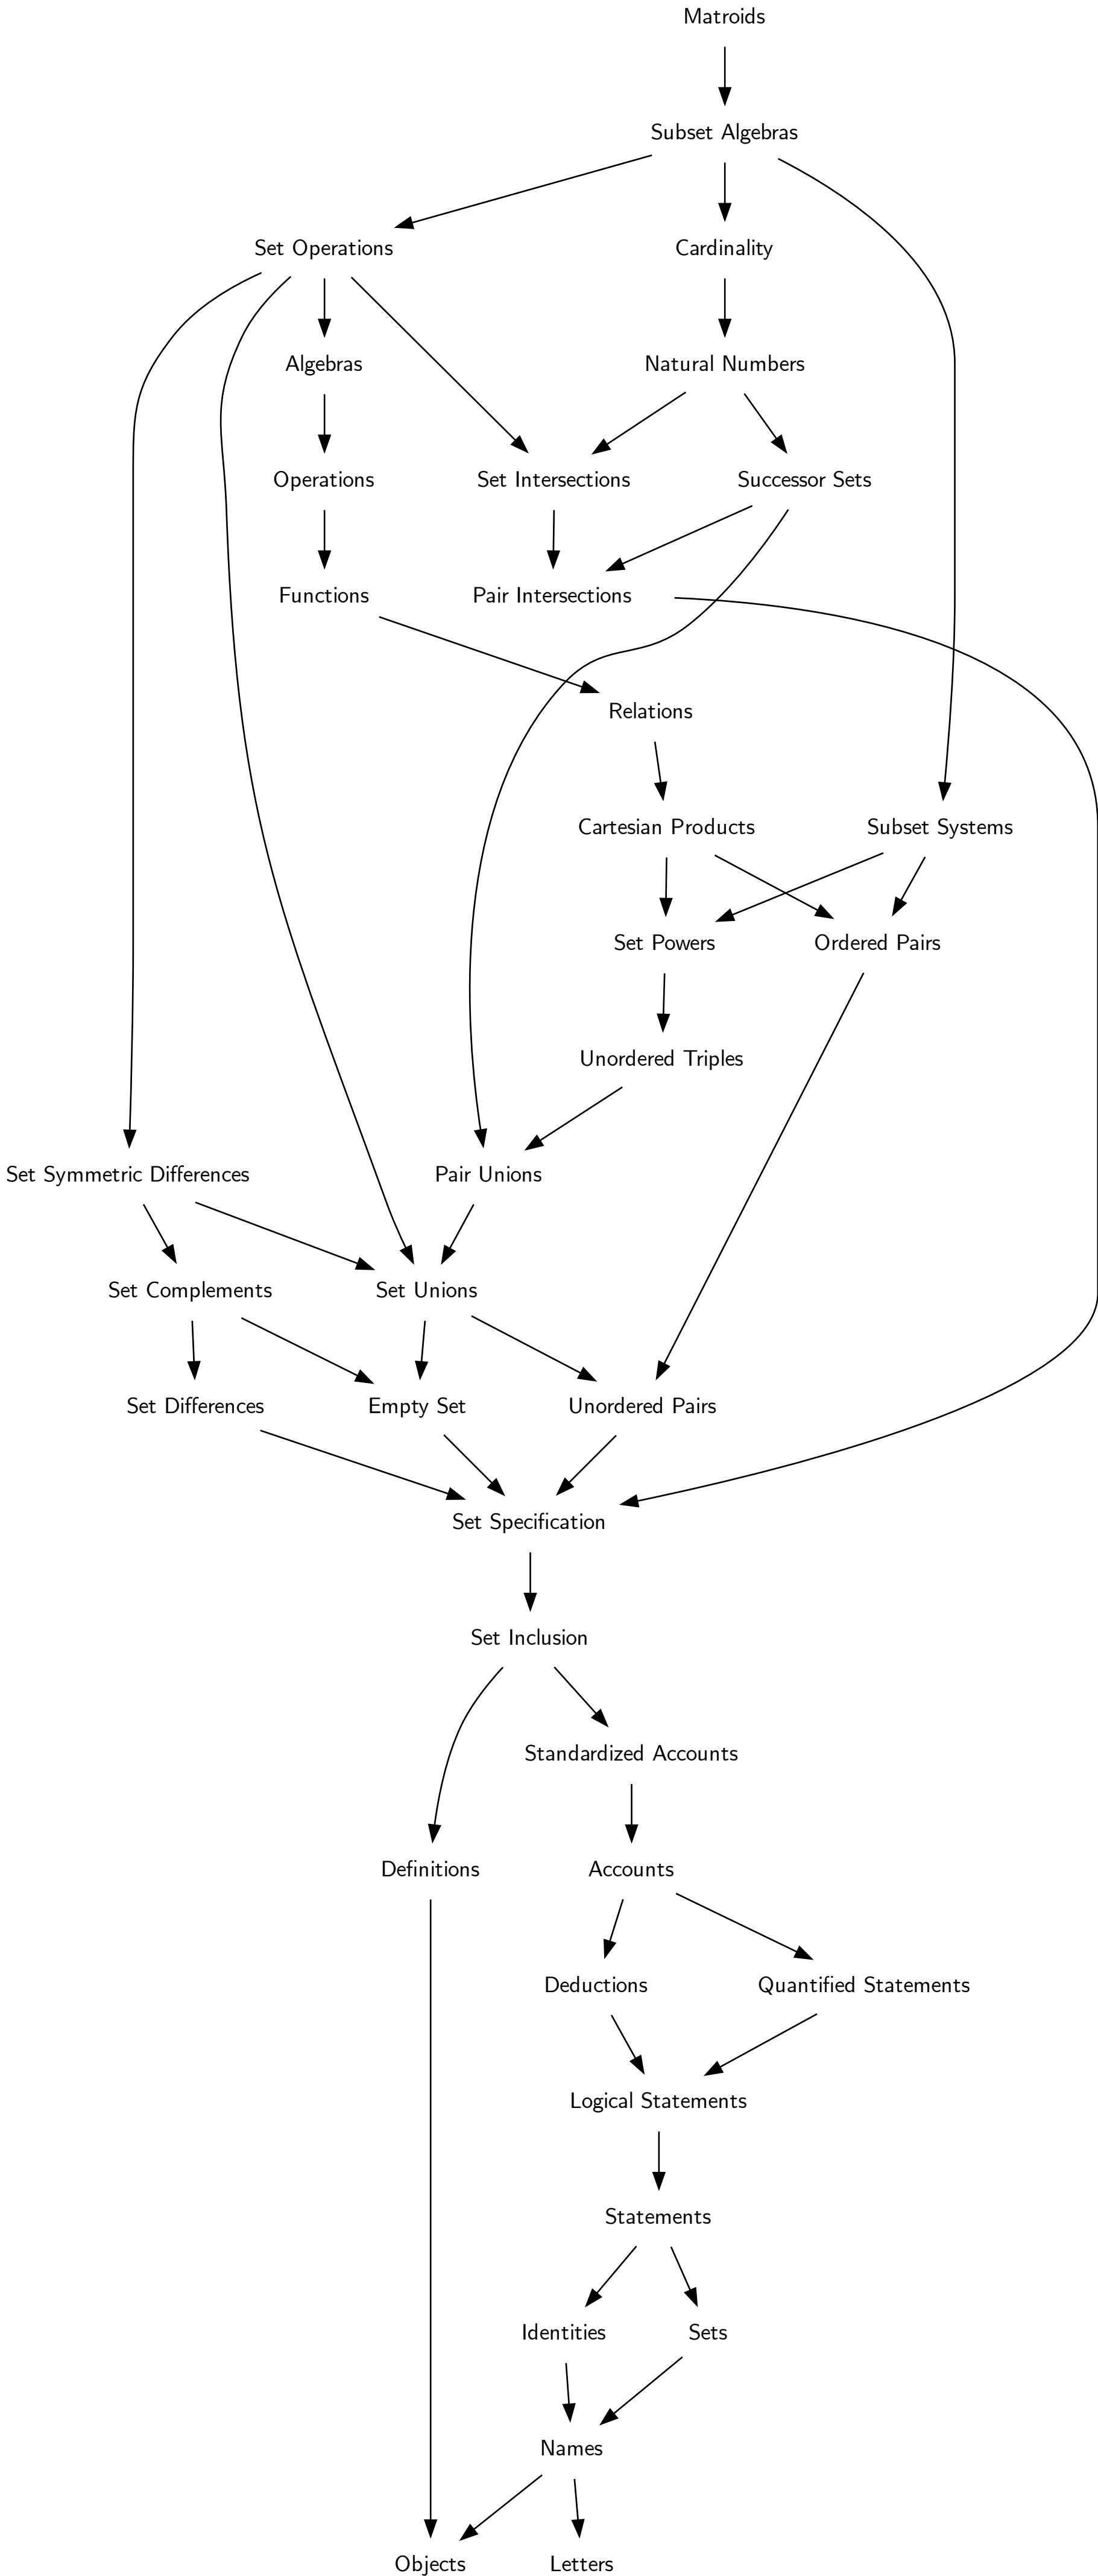 Matroids
Subset Algebras
Set Operations
Cardinality
Algebras
Natural Numbers
Operations
Set Intersections
Successor Sets
Functions
Pair Intersections
Relations
Cartesian Products
Subset Systems
Set Powers
Ordered Pairs
Unordered Triples
Set Symmetric Differences
Pair Unions
Set Complements
Set Unions
Set Differences
Empty Set
Unordered Pairs
Set Specification
Set Inclusion
Standardized Accounts
Definitions
Accounts
Deductions
Quantified Statements
Logical Statements
Statements
Identities
Sets
Names
Objects
Letters